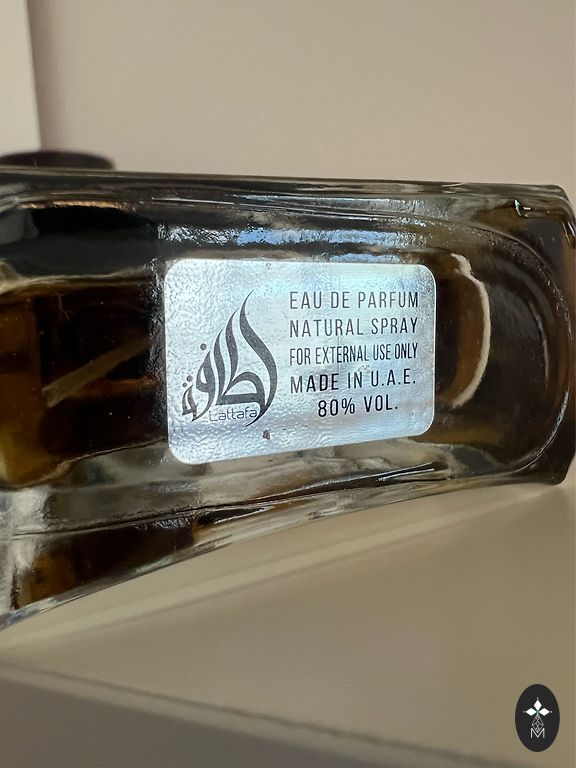 EAU DE PARFUM
NATURAL SPRAY
FOR EXTERNAL USE ONLY
MADE IN U.A.E.
80% VOL.
لطافة
Lattafa
M